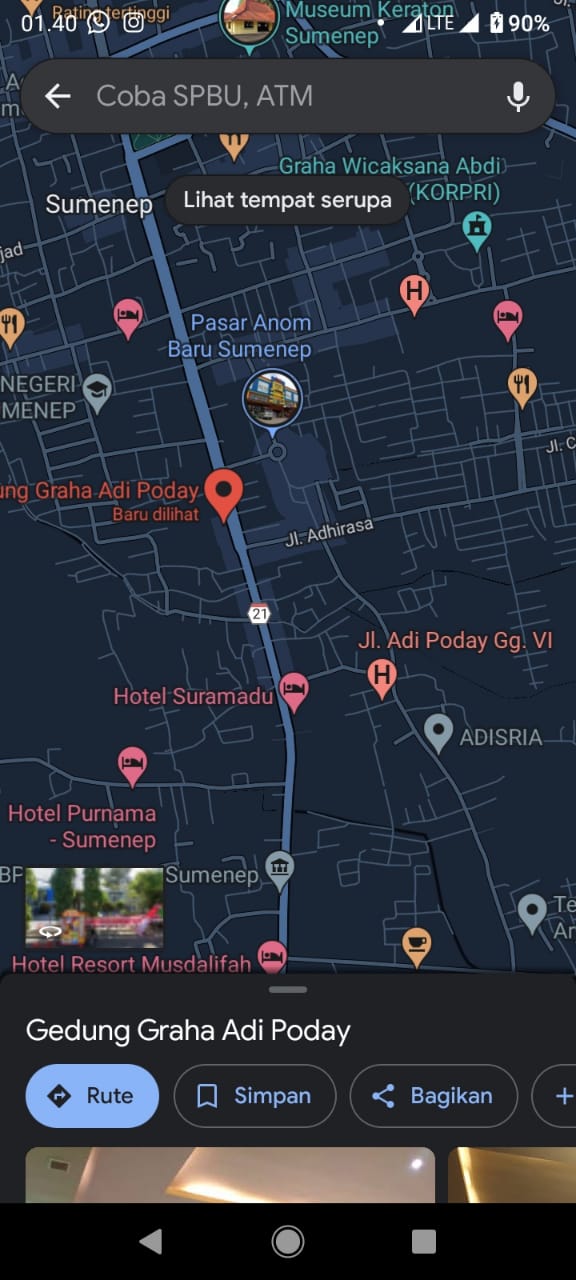 01.40
LTE
90%
Rating tertinggi
Museum Keraton
Sumenep
Coba SPBU, ATM
Graha Wicaksana Abdi
(KORPRI)
Sumenep
Lihat tempat serupa
jad
Pasar Anom
Baru Sumenep
NEGERI
MENEP
Jl. C
ung Graha Adi Poday
Baru dilihat
Jl. Adhirasa
21
Jl. Adi Poday Gg. VI
H
H
Hotel Suramadu
ADISRIA
Hotel Purnama
- Sumenep
BP
Sumenep
Te
Ar
Hotel Resort Musdalifah
Gedung Graha Adi Poday
Rute
Simpan
Bagikan